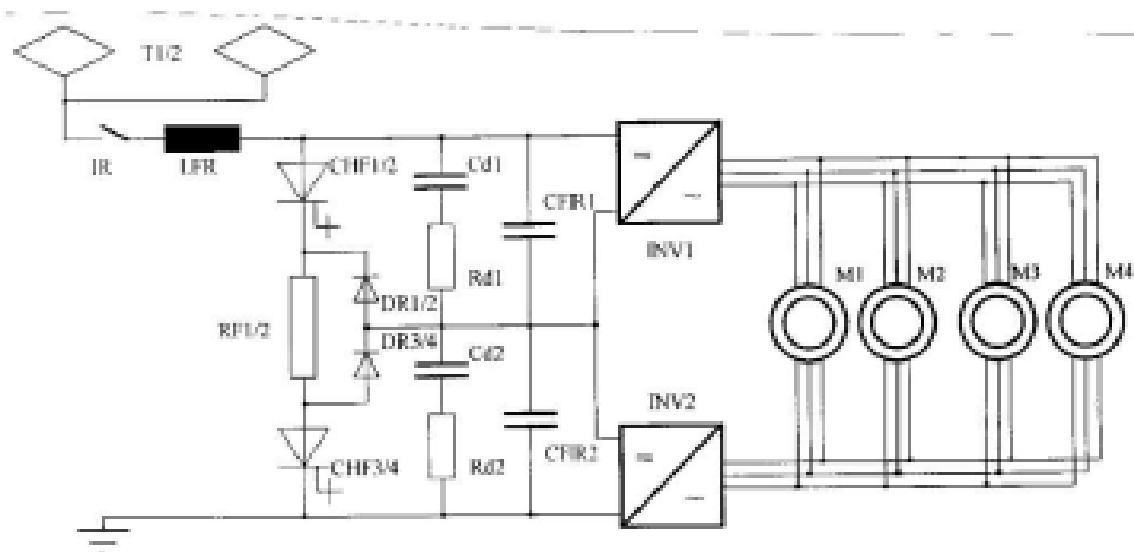 T1/2
IR
LFR
CHF1/2
Cd1
CFIR1
INV1
Rd1
M1
M2
M3
M4
DR1/2
RF1/2
DR3/4
Cd2
INV2
CFIR2
CHF3/4
Rd2